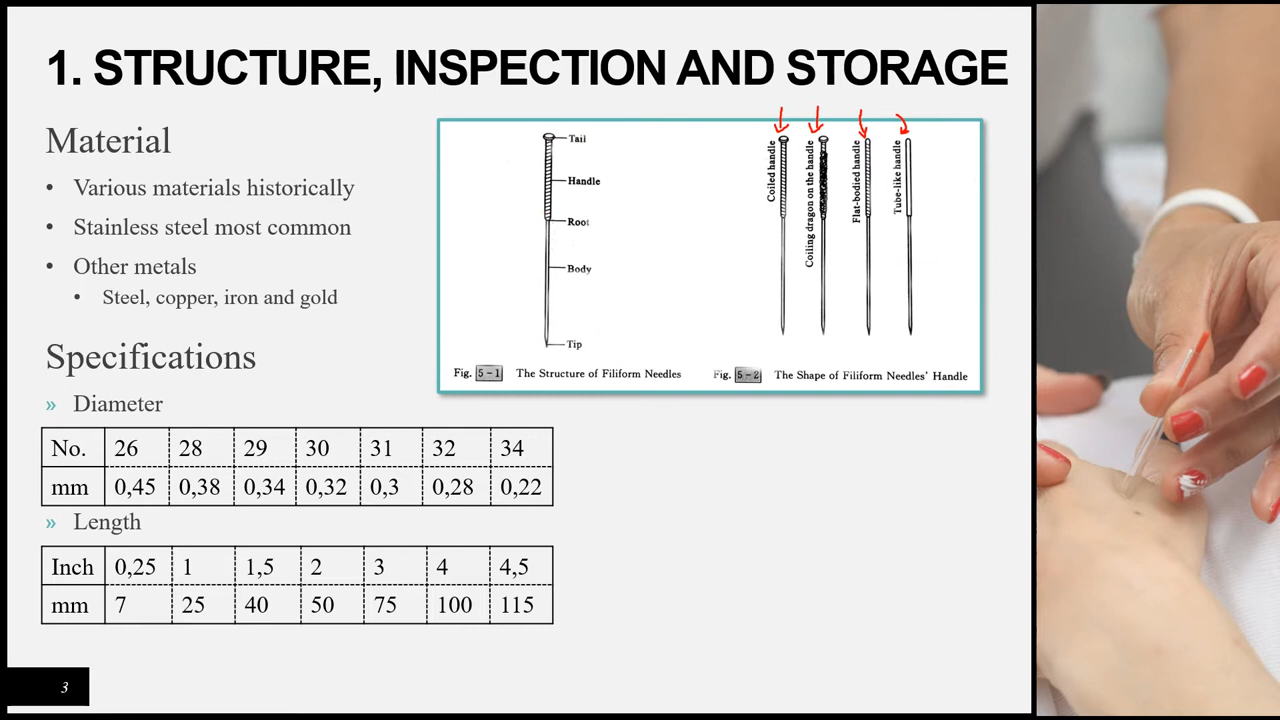 1. STRUCTURE, INSPECTION AND STORAGE
Material
• Various materials historically
• Stainless steel most common
• Other metals
• Steel, copper, iron and gold
Specifications
» Diameter
No. 26 28 29 30 31 32 34
mm 0,45 0,38 0,34 0,32 0,3 0,28 0,22
» Length
Inch 0,25 1 1,5 2 3 4 4,5
mm 7 25 40 50 75 100 115
Tail
Handle
Root
Body
Tip
Fig. 5-1 The Structure of Filiform Needles
Coiled handle
Coiling dragon on the handle
Flat-bodied handle
Tube-like handle
Fig. 5-2 The Shape of Filiform Needles' Handle
3